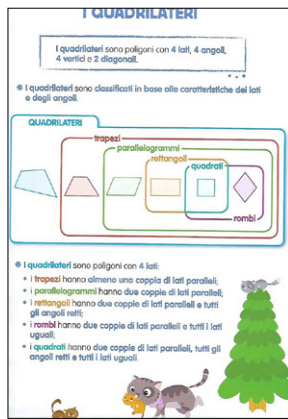 I QUADRILATERI
I quadrilateri sono poligoni con 4 lati, 4 angoli,
4 vertici e 2 diagonali.
I quadrilateri sono classificati in base alle caratteristiche dei lati
e degli angoli.
QUADRILATERI
trapezi
parallelogrammi
rettangoli
quadrati
rombi
I quadrilateri sono poligoni con 4 lati:
• i trapezi hanno almeno una coppia di lati paralleli;
• i parallelogrammi hanno due coppie di lati paralleli;
• i rettangoli hanno due coppie di lati paralleli e tutti
gli angoli retti;
• i rombi hanno due coppie di lati paralleli e tutti i lati
uguali;
• i quadrati hanno due coppie di lati paralleli, tutti gli
angoli retti e tutti i lati uguali.